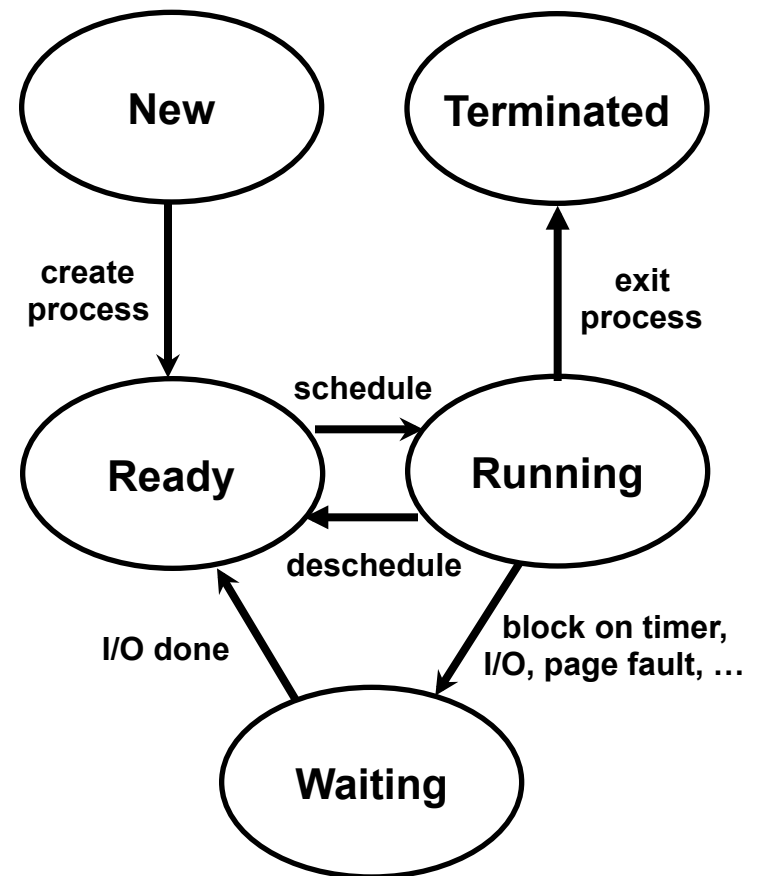 New
Terminated
create
process
exit
process
schedule
Ready
Running
deschedule
I/O done
block on timer,
I/O, page fault, …
Waiting